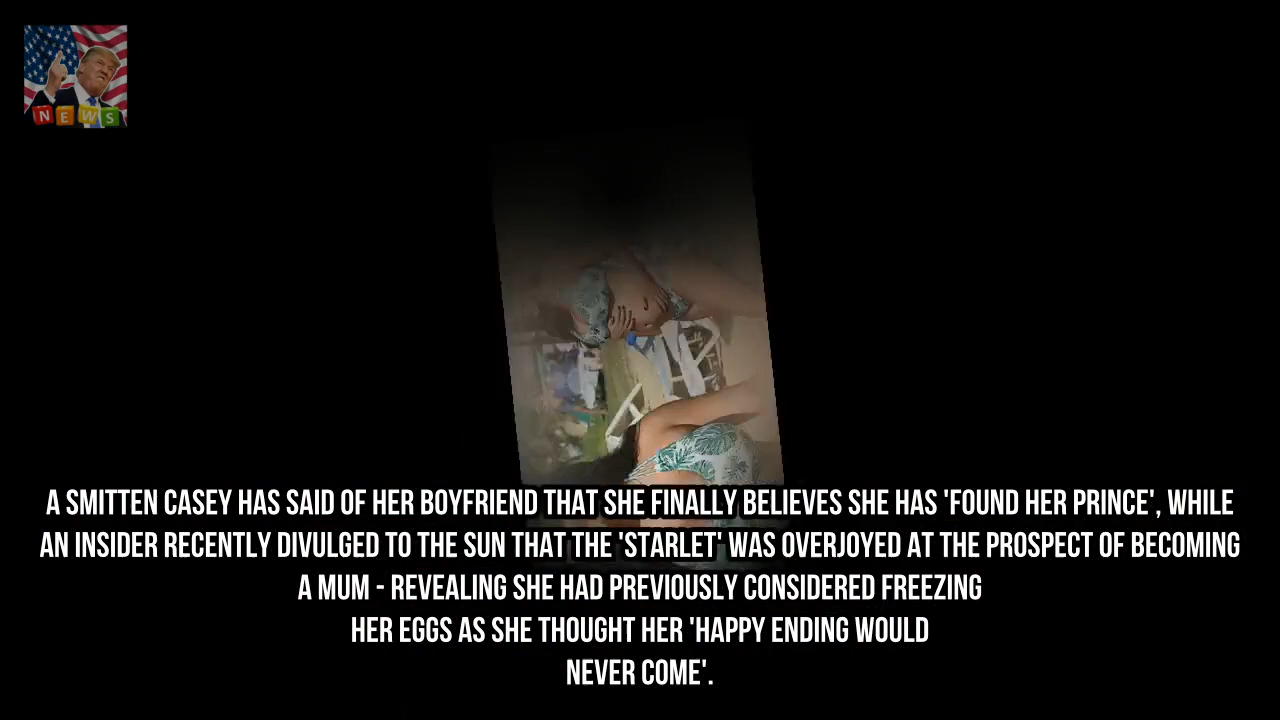 NEWS
A SMITTEN CASEY HAS SAID OF HER BOYFRIEND THAT SHE FINALLY BELIEVES SHE HAS 'FOUND HER PRINCE', WHILE
AN INSIDER RECENTLY DIVULGED TO THE SUN THAT THE 'STARLET' WAS OVERJOYED AT THE PROSPECT OF BECOMING
A MUM - REVEALING SHE HAD PREVIOUSLY CONSIDERED FREEZING
HER EGGS AS SHE THOUGHT HER 'HAPPY ENDING WOULD
NEVER COME'.